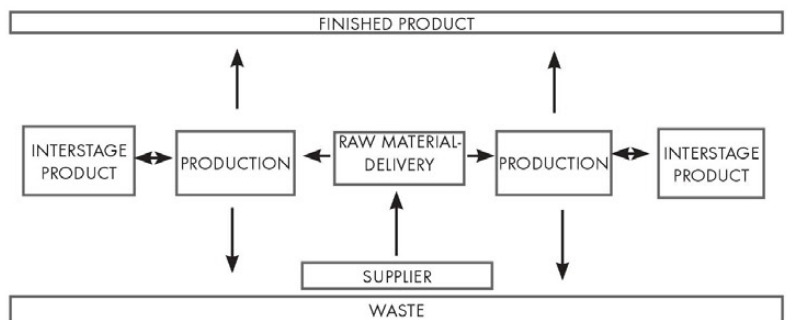 FINISHED PRODUCT
INTERSTAGE
PRODUCT
PRODUCTION
RAW MATERIAL-
DELIVERY
PRODUCTION
INTERSTAGE
PRODUCT
SUPPLIER
WASTE